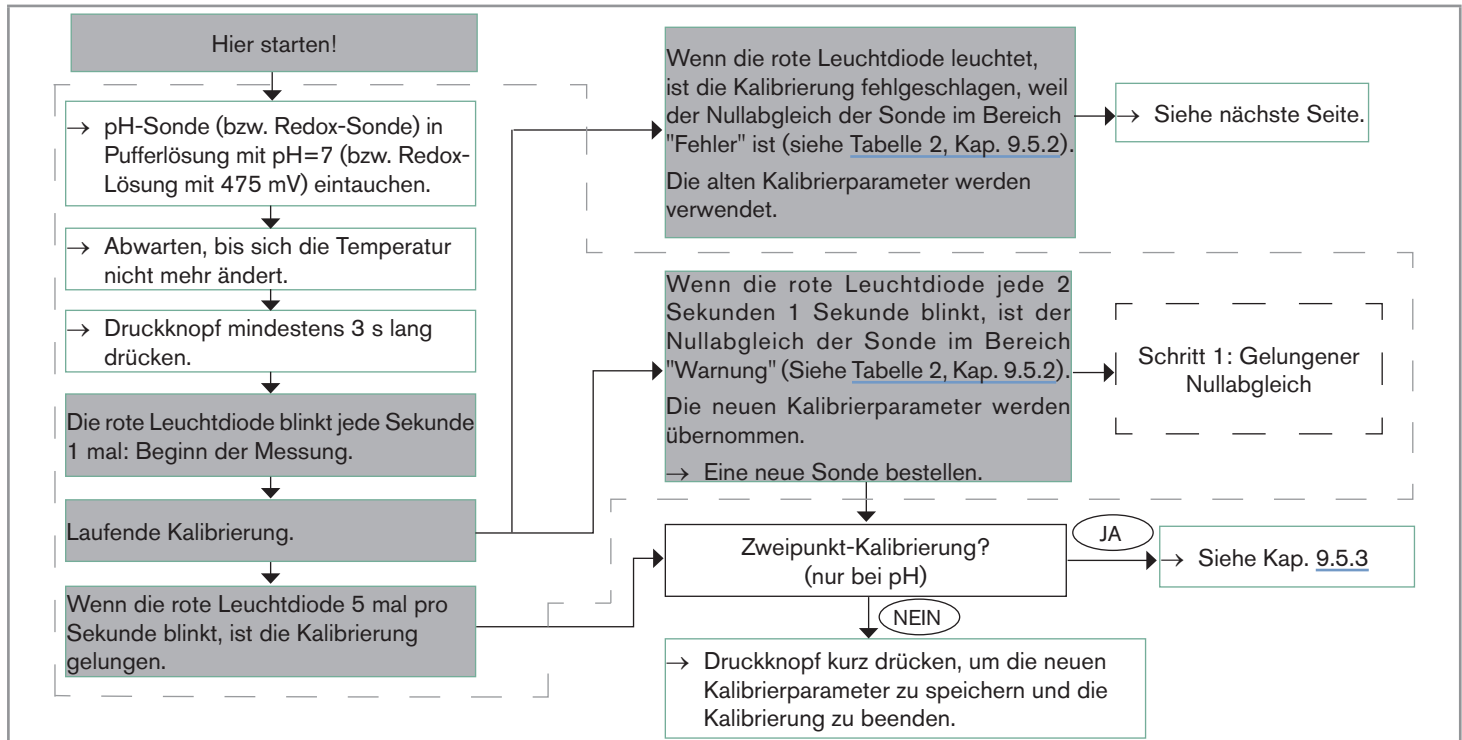 Hier starten!
→ pH-Sonde (bzw. Redox-Sonde) in
Pufferlösung mit pH=7 (bzw. Redox-
Lösung mit 475 mV) eintauchen.
→ Abwarten, bis sich die Temperatur
nicht mehr ändert.
→ Druckknopf mindestens 3 s lang
drücken.
Die rote Leuchtdiode blinkt jede Sekunde
1 mal: Beginn der Messung.
Laufende Kalibrierung.
Wenn die rote Leuchtdiode 5 mal pro
Sekunde blinkt, ist die Kalibrierung
gelungen.
Wenn die rote Leuchtdiode leuchtet,
ist die Kalibrierung fehlgeschlagen, weil
der Nullabgleich der Sonde im Bereich
"Fehler" ist (siehe Tabelle 2, Kap. 9.5.2).
Die alten Kalibrierparameter werden
verwendet.
→ Siehe nächste Seite.
Wenn die rote Leuchtdiode jede 2
Sekunden 1 Sekunde blinkt, ist der
Nullabgleich der Sonde im Bereich
"Warnung" (Siehe Tabelle 2, Kap. 9.5.2).
Die neuen Kalibrierparameter werden
übernommen.
→ Eine neue Sonde bestellen.
Schritt 1: Gelungener
Nullabgleich
Zweipunkt-Kalibrierung?
(nur bei pH)
JA
→ Siehe Kap. 9.5.3
NEIN
→ Druckknopf kurz drücken, um die neuen
Kalibrierparameter zu speichern und die
Kalibrierung zu beenden.